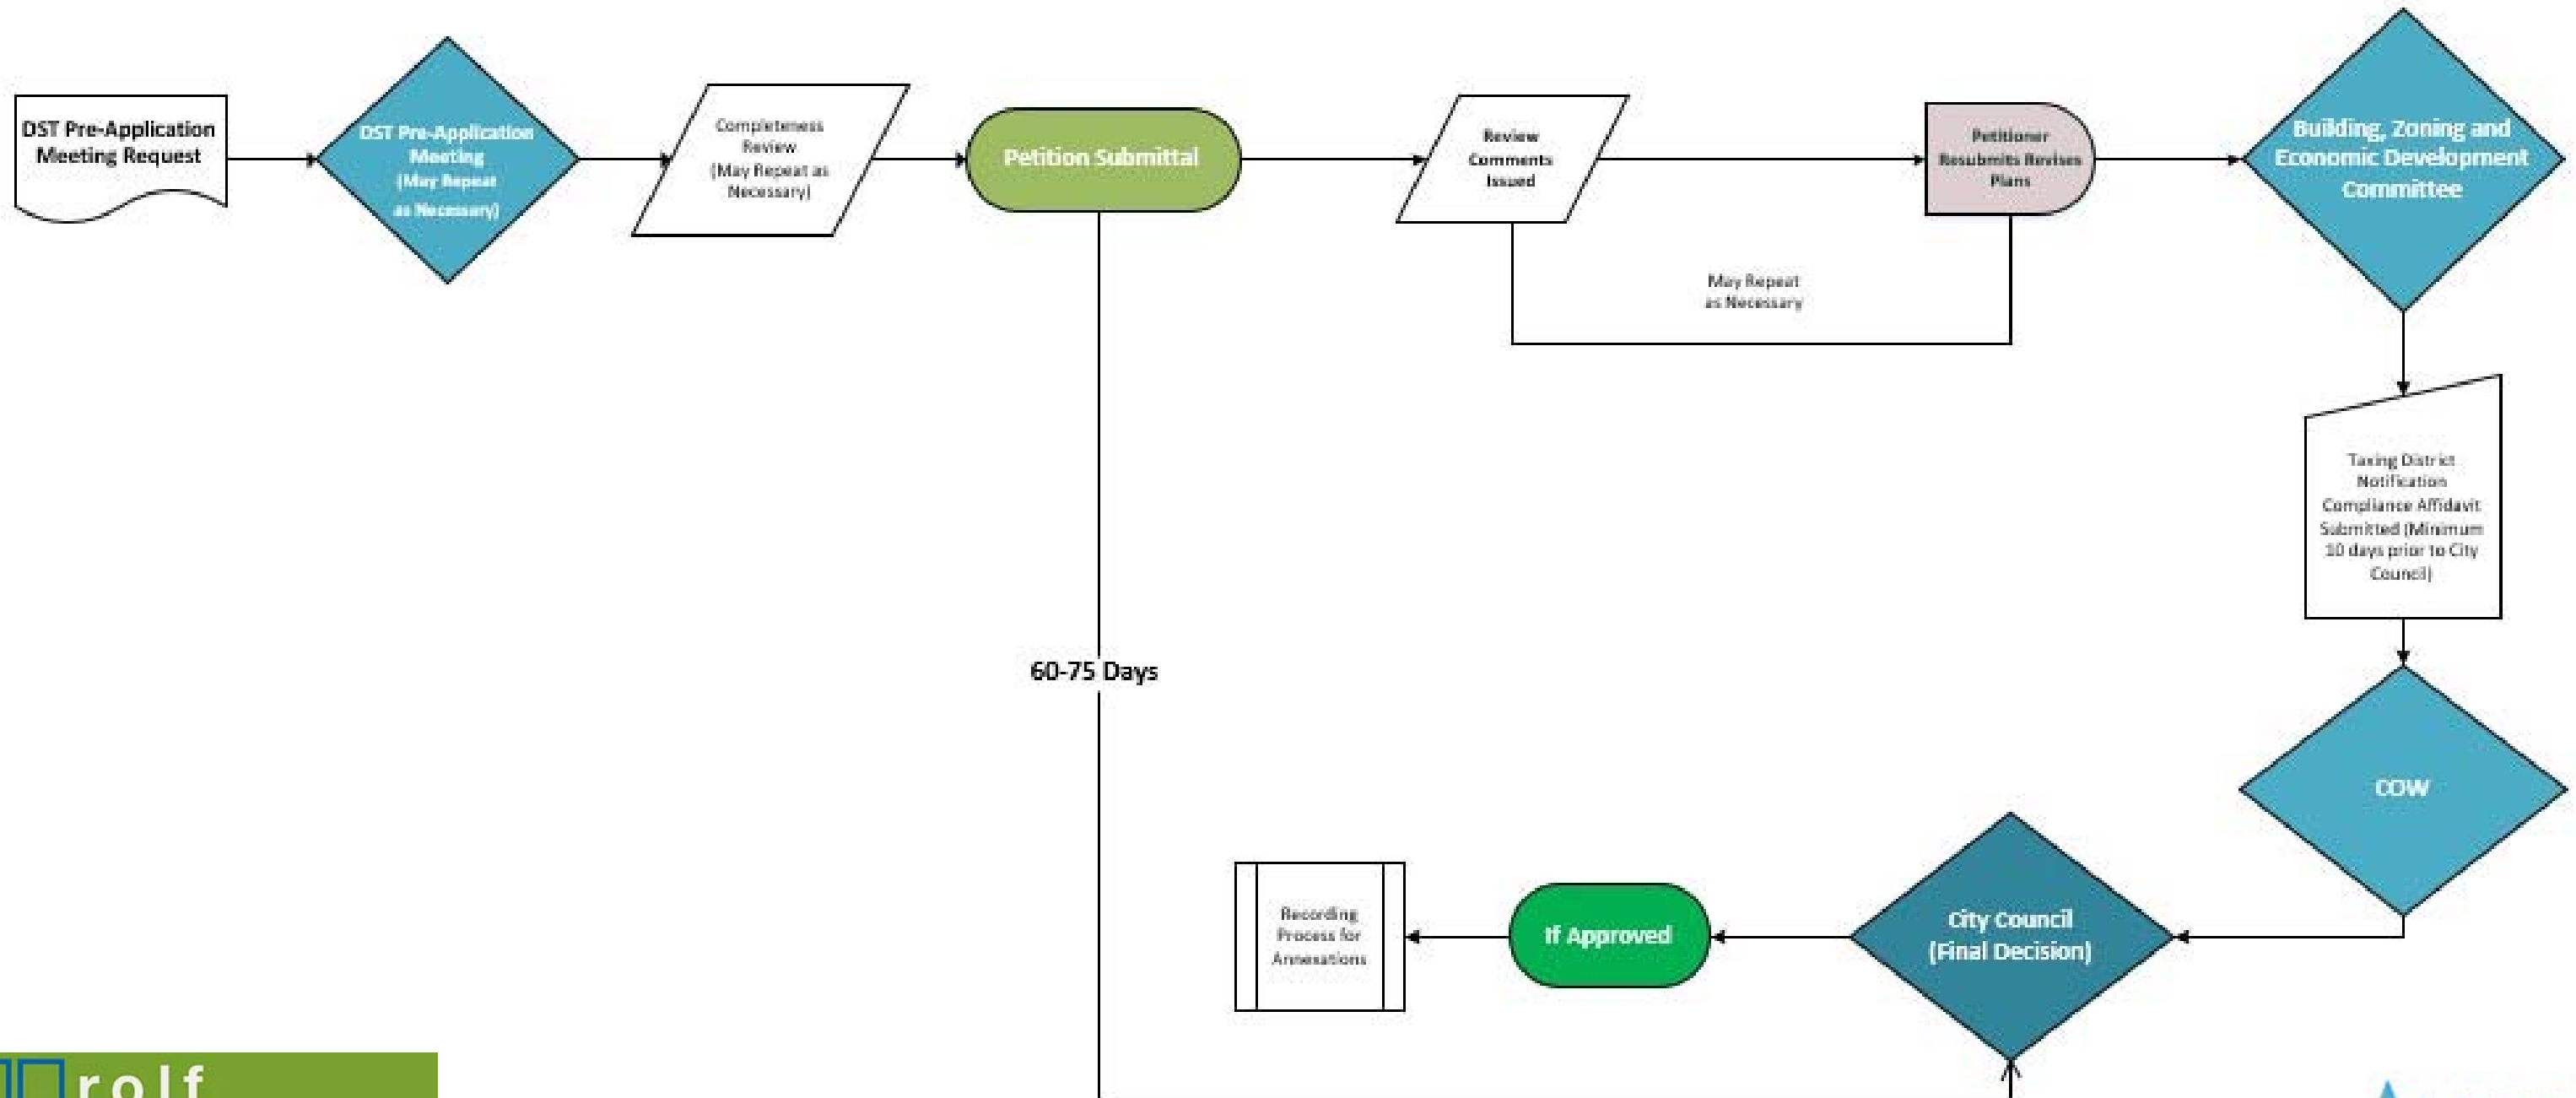 DST Pre-Application
Meeting Request
DST Pre-Application
Meeting
(May Repeat
as Necessary)
Completeness
Review
(May Repeat as
Necessary)
Petition Submittal
Review
Comments
Issued
Petitioner
Resubmits Revises
Plans
Building, Zoning and
Economic Development
Committee
May Repeat
as Necessary
Taxing District
Notification
Compliance Affidavit
Submitted (Minimum
10 days prior to City
Council)
60-75 Days
COW
City Council
(Final Decision)
If Approved
Recording
Process for
Annexations
rolf